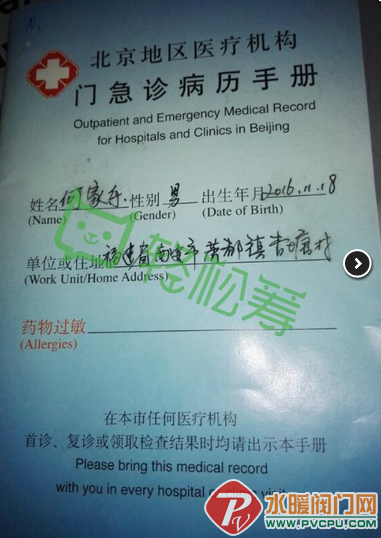 北京地区医疗机构
门急诊病历手册
Outpatient and Emergency Medical Record
for Hospitals and Clinics in Beijing
姓名 何家 性别 男 出生年月 2016.11.18
(Name) (Gender) (Date of Birth)
单位或住址 福建省南安市 都镇 村
(Work Unit/Home Address)
轻松筹
药物过敏
(Allergies)
在本市任何医疗机构
首诊、复诊或领取检查结果时均请出示本手册
Please bring this medical record
with you in every hospital or
水暖阀门网
WWW.PVCPU.COM